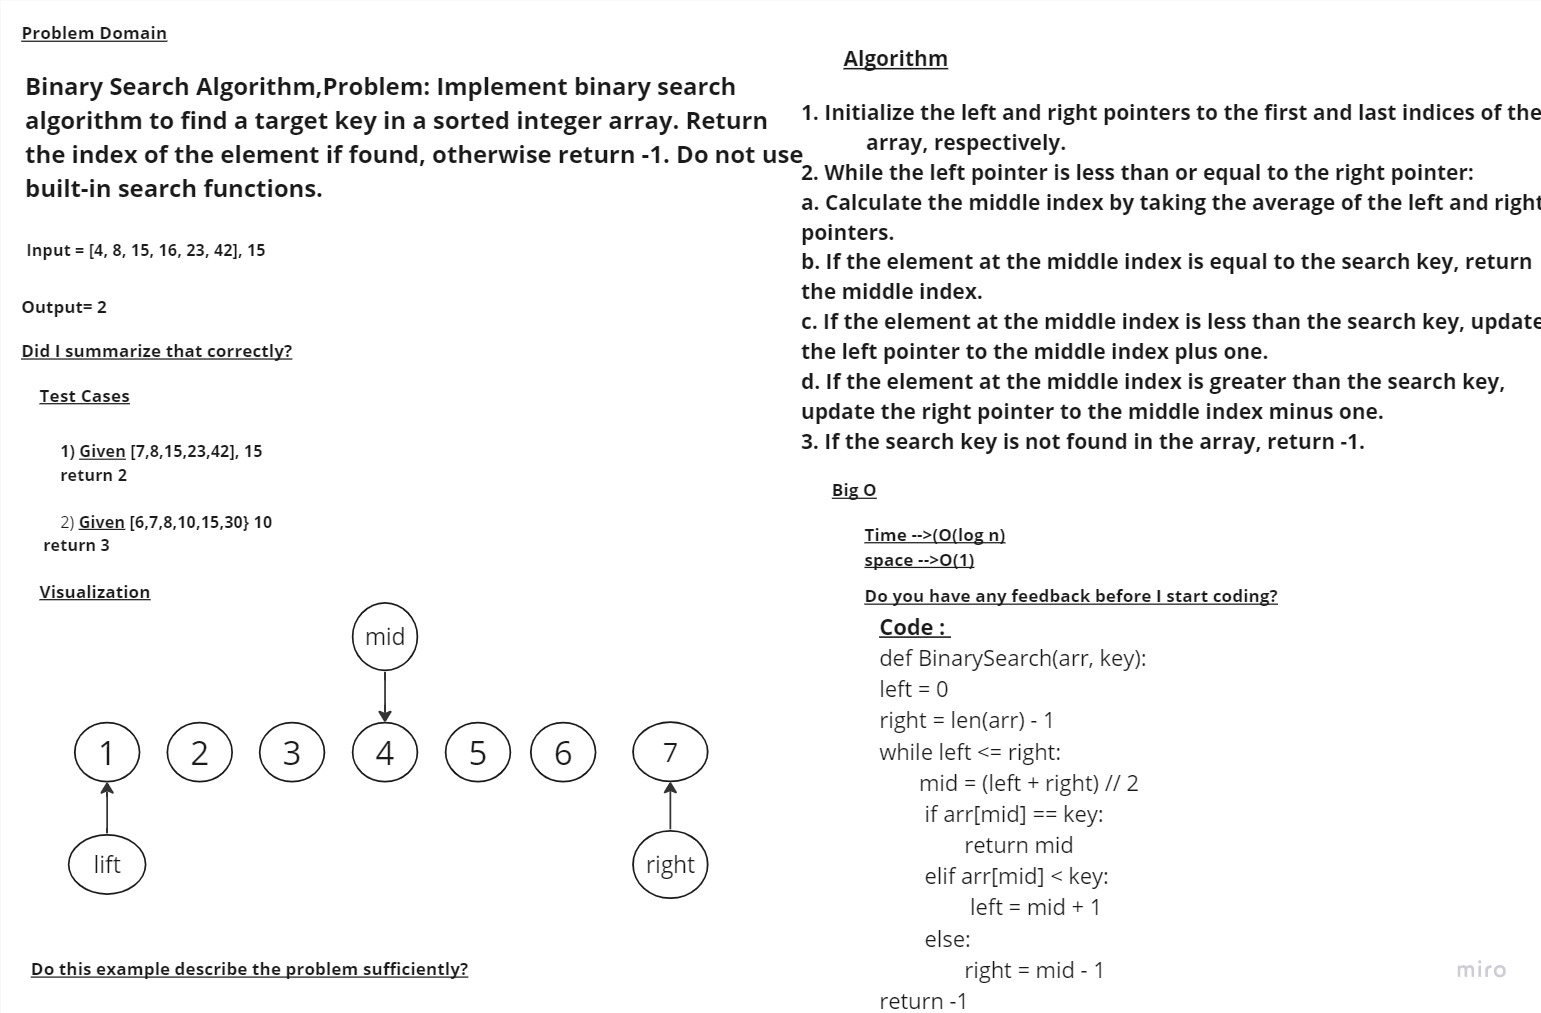 Problem Domain
Binary Search Algorithm,Problem: Implement binary search
algorithm to find a target key in a sorted integer array. Return
the index of the element if found, otherwise return -1. Do not use
built-in search functions.
Input = [4, 8, 15, 16, 23, 42], 15
Output= 2
Did I summarize that correctly?
Test Cases
1) Given [7,8,15,23,42], 15
return 2
2) Given [6,7,8,10,15,30} 10
return 3
Visualization
mid
1 2 3 4 5 6 7
lift right
Do this example describe the problem sufficiently?
Algorithm
1. Initialize the left and right pointers to the first and last indices of the
array, respectively.
2. While the left pointer is less than or equal to the right pointer:
a. Calculate the middle index by taking the average of the left and right
pointers.
b. If the element at the middle index is equal to the search key, return
the middle index.
c. If the element at the middle index is less than the search key, update
the left pointer to the middle index plus one.
d. If the element at the middle index is greater than the search key,
update the right pointer to the middle index minus one.
3. If the search key is not found in the array, return -1.
Big O
Time -->(O(log n)
space -->O(1)
Do you have any feedback before I start coding?
Code :
def BinarySearch(arr, key):
left = 0
right = len(arr) - 1
while left <= right:
mid = (left + right) // 2
if arr[mid] == key:
return mid
elif arr[mid] < key:
left = mid + 1
else:
right = mid - 1
return -1
miro